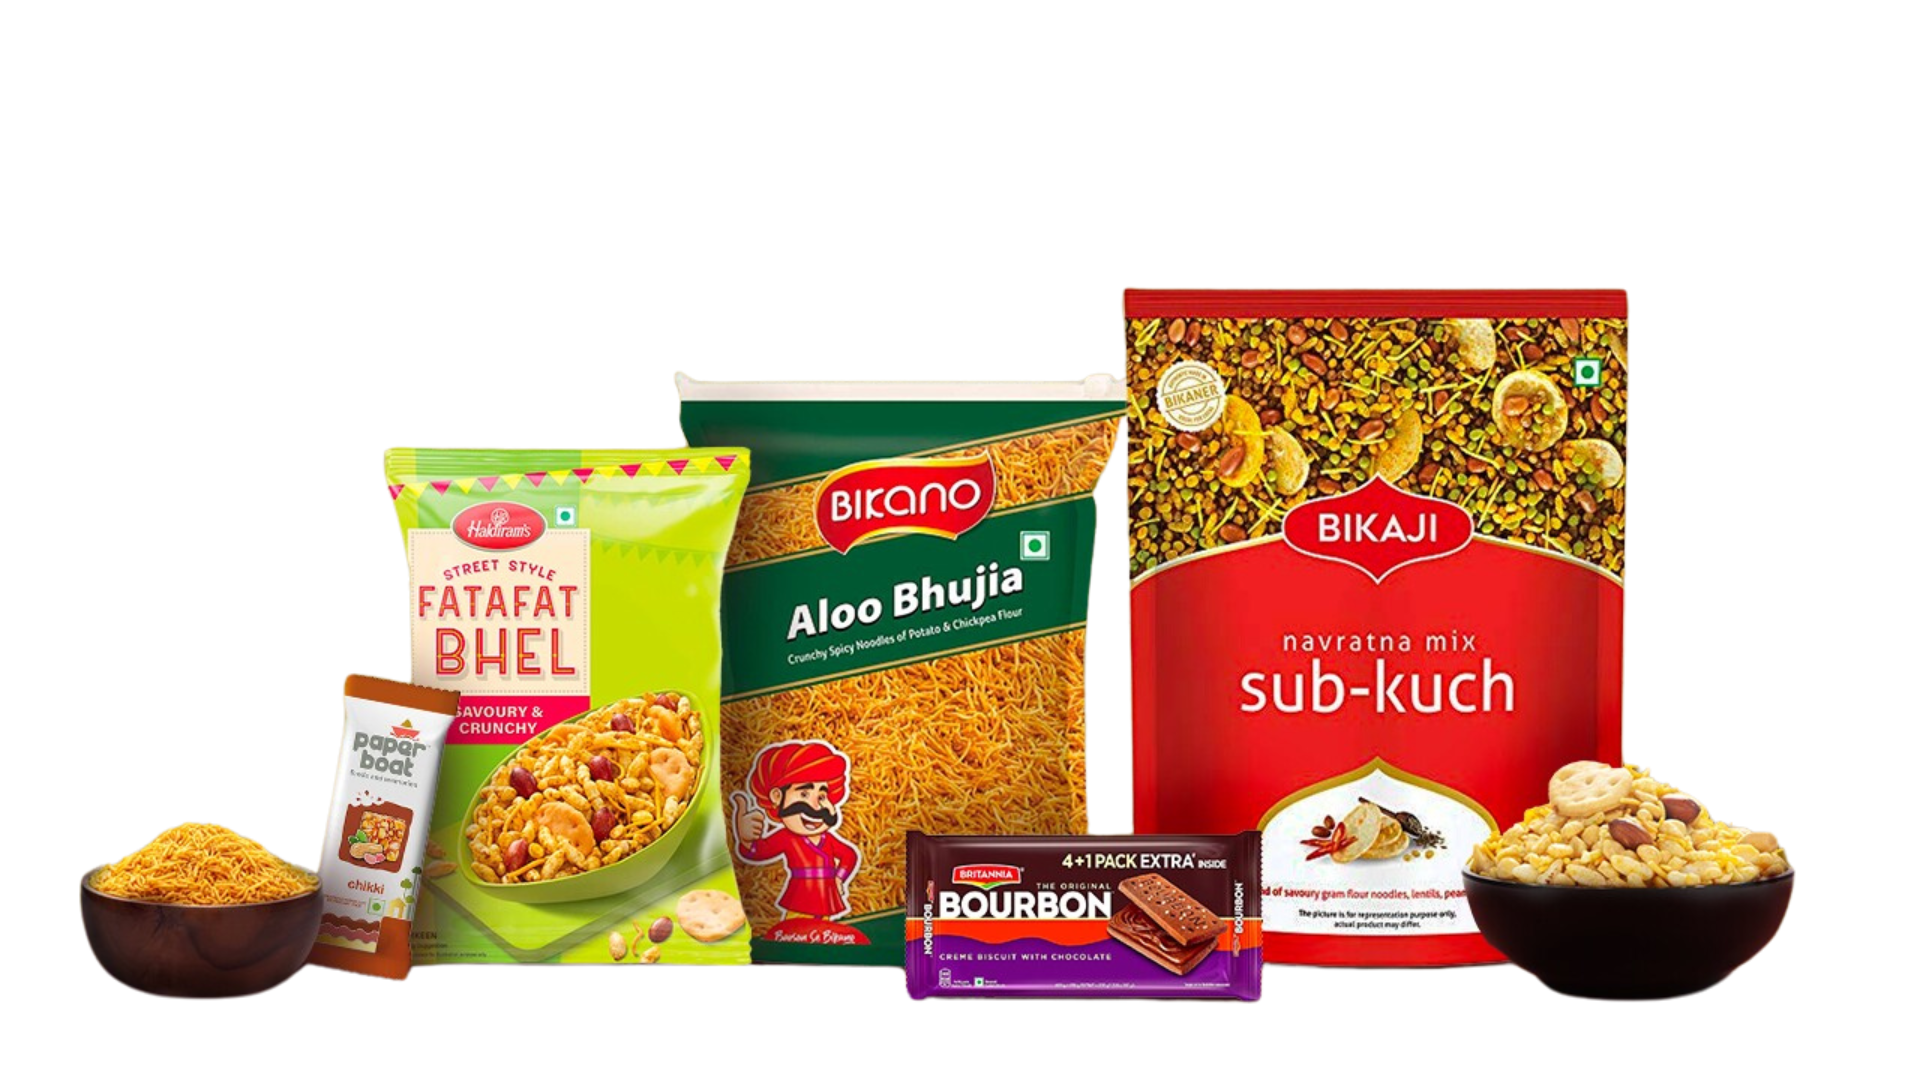 paper
boat
chikki
Haldiram's
STREET STYLE
FATAFAT
BHEL
SAVOURY &
CRUNCHY
BIKANO
Aloo Bhujia
Crunchy Spicy Noodles of Potato & Chickpea Flour
BRITANNIA
4+1 PACK EXTRA* INSIDE
THE ORIGINAL
BOURBON
CREME BISCUIT WITH CHOCOLATE
BOURBON
BOURBON
BIKANER
BIKAJI
navratna mix
sub-kuch
of savoury gram flour noodles, lentils,
The picture is for representation purpose only,
actual product may differ.